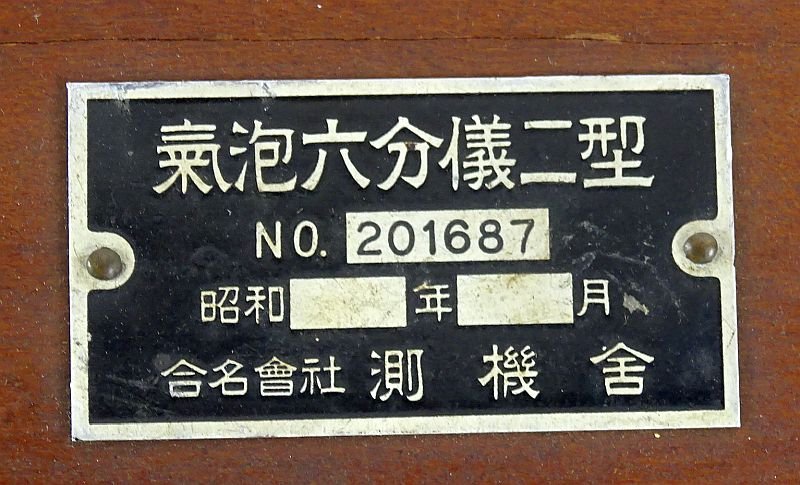 氣泡六分儀二型
NO. 201687
昭和 年 月
合名會社 測機舎